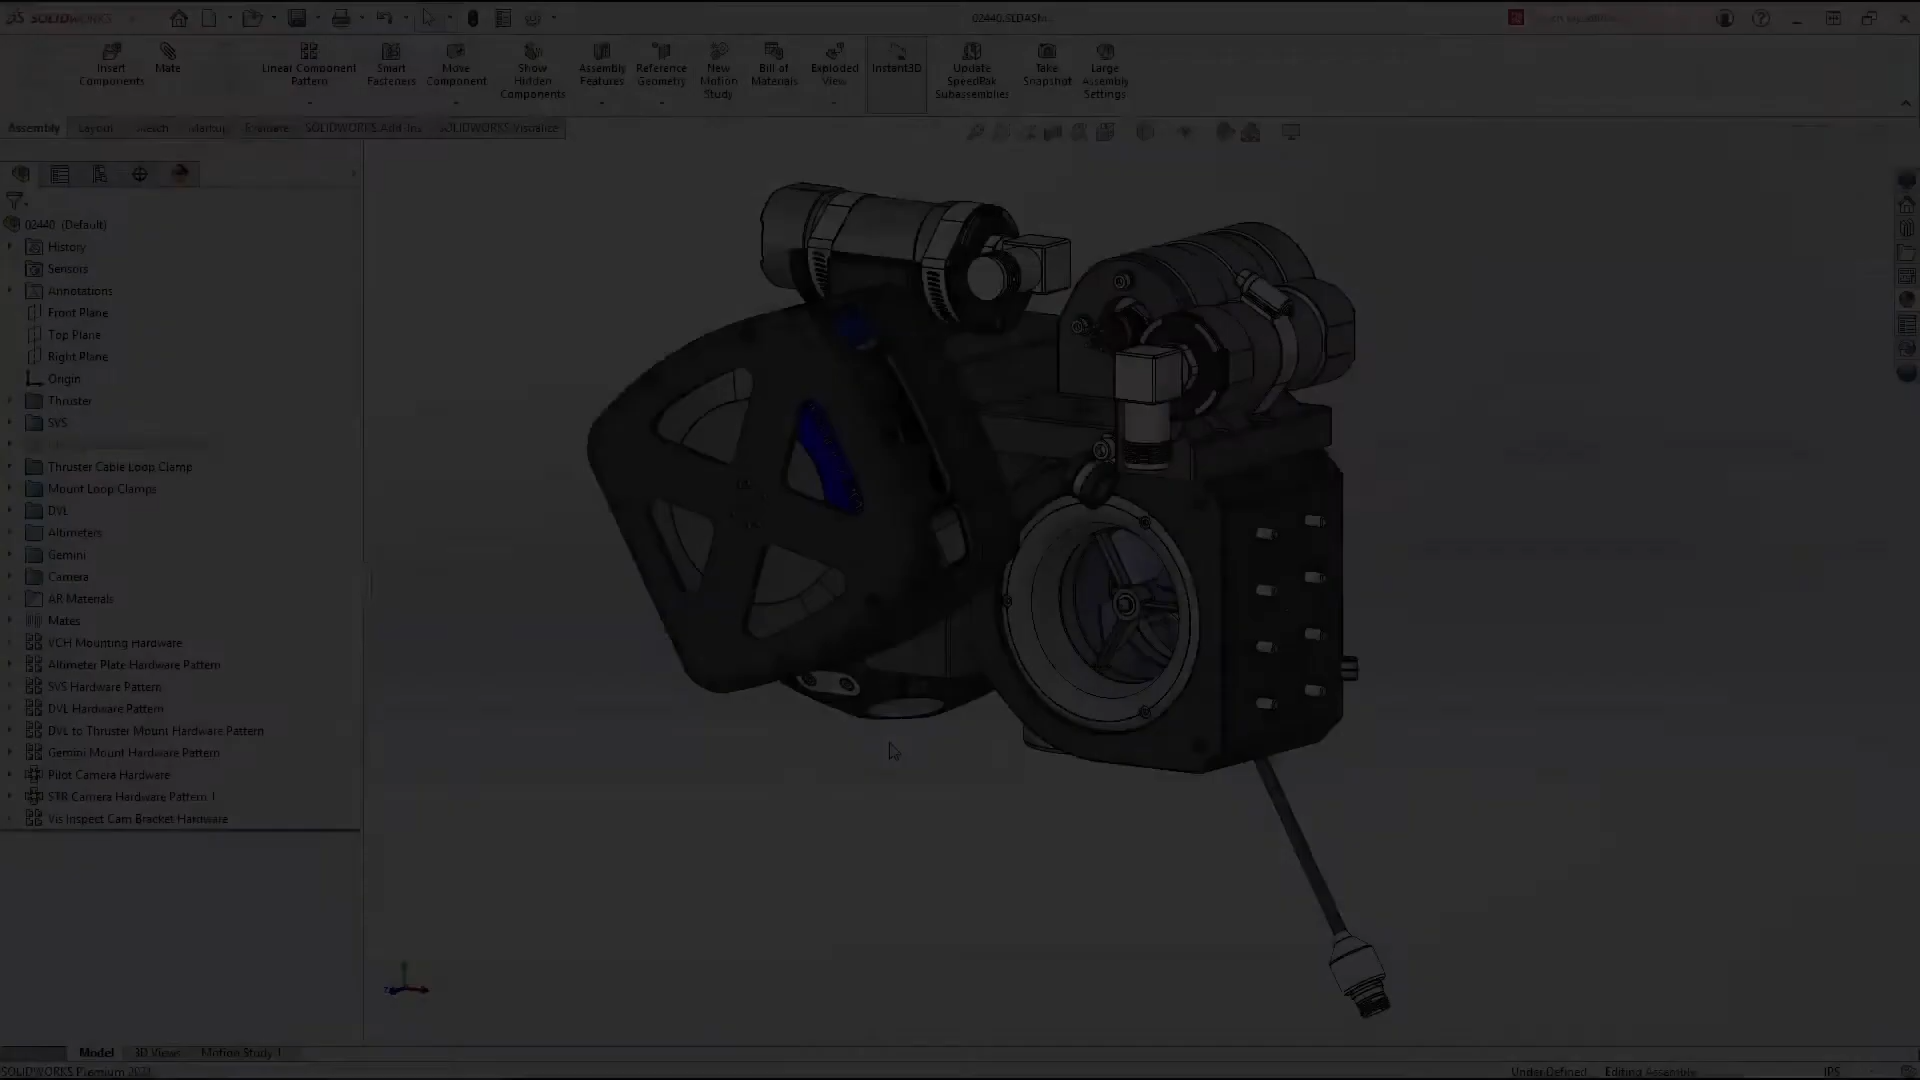 SOLIDWORKS
02440.SLDASM
Insert
Components
Mate
Linear Component
Pattern
Smart
Fasteners
Move
Component
Show
Hidden
Components
Assembly
Features
Reference
Geometry
New
Motion
Study
Bill of
Materials
Exploded
View
Instant3D
Update
SpeedPak
Subassemblies
Take
Snapshot
Large
Assembly
Settings
Assembly
Layout
Sketch
Markup
Evaluate
SOLIDWORKS Add-Ins
SOLIDWORKS Visualize
02440 (Default)
History
Sensors
Annotations
Front Plane
Top Plane
Right Plane
Origin
Thruster
SVS
Thruster Cable Loop Clamp
Mount Loop Clamps
DVL
Altimeters
Gemini
Camera
AR Materials
Mates
VCH Mounting Hardware
Altimeter Plate Hardware Pattern
SVS Hardware Pattern
DVL Hardware Pattern
DVL to Thruster Mount Hardware Pattern
Gemini Mount Hardware Pattern
Pilot Camera Hardware
STR Camera Hardware Pattern 1
Vis Inspect Cam Bracket Hardware
Model
3D Views
Motion Study 1
SOLIDWORKS Premium
Under Defined
Editing Assembly
IPS